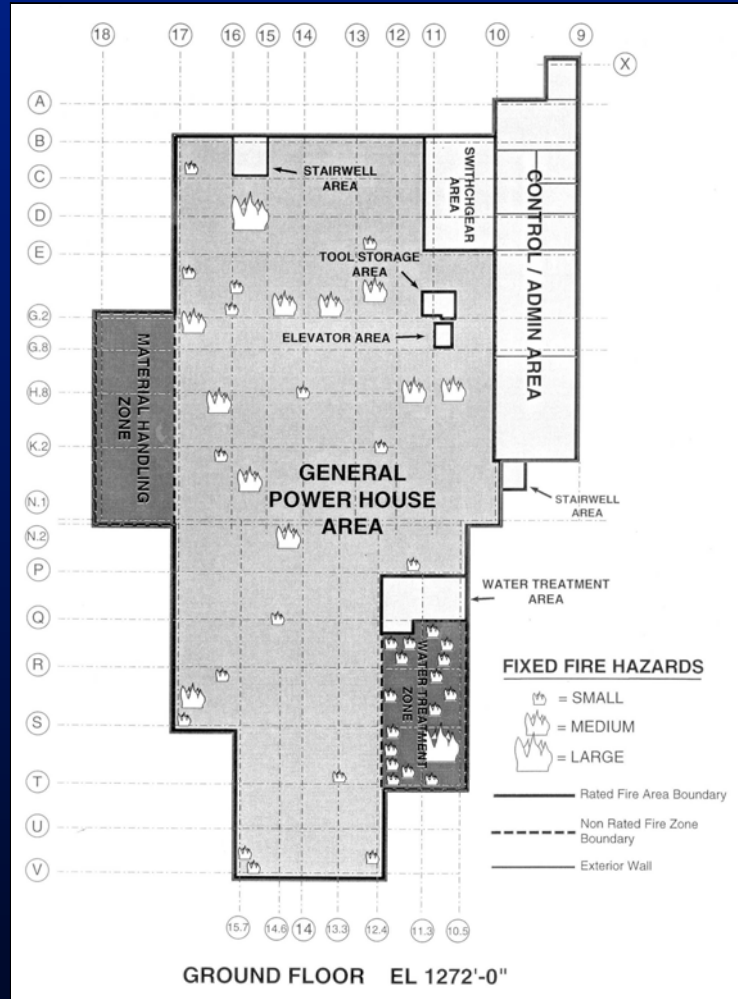 18
17
16
15
14
13
12
11
10
9
X
A
B
C
D
E
G.2
G.8
H.8
K.2
N.1
N.2
P
Q
R
S
T
U
V
STAIRWELL
AREA
SWITHCHGEAR
AREA
CONTROL / ADMIN AREA
TOOL STORAGE
AREA
ELEVATOR AREA
MATERIAL HANDLING
ZONE
GENERAL
POWER HOUSE
AREA
STAIRWELL
AREA
WATER TREATMENT
AREA
WATER TREATMENT
ZONE
FIXED FIRE HAZARDS
= SMALL
= MEDIUM
= LARGE
Rated Fire Area Boundary
Non Rated Fire Zone
Boundary
Exterior Wall
15.7
14.6
14
13.3
12.4
11.3
10.5
GROUND FLOOR EL 1272'-0"